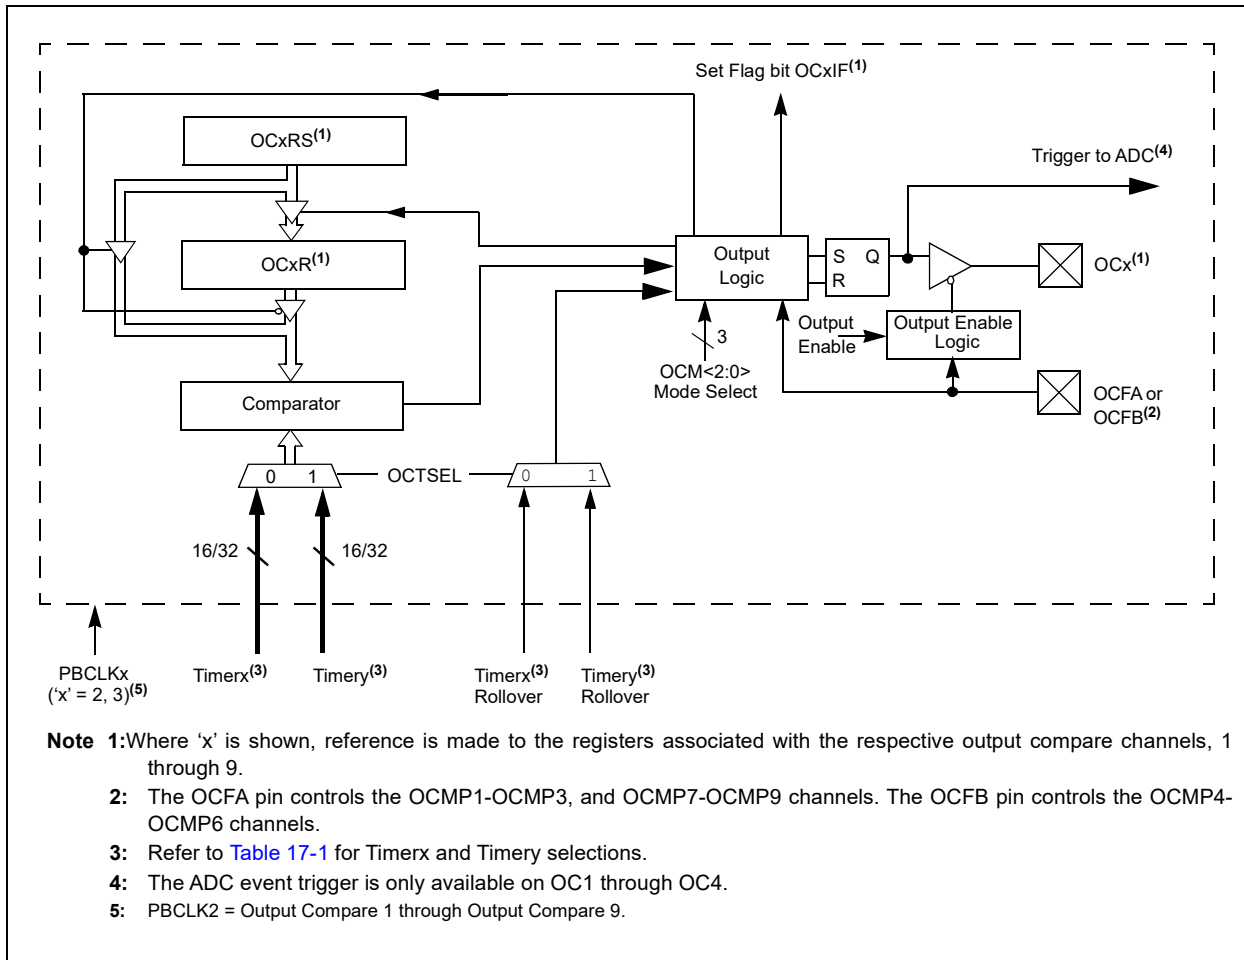 Set Flag bit OCxIF(1)
OCxRS(1)
Trigger to ADC(4)
OCxR(1)
Output
Logic
S Q
R
OCx(1)
Output
Enable
Output Enable
Logic
3
OCM<2:0>
Mode Select
OCFA or
OCFB(2)
Comparator
0 1
OCTSEL
0 1
16/32
16/32
PBCLKx
(‘x’ = 2, 3)(5)
Timerx(3)
Timery(3)
Timerx(3)
Rollover
Timery(3)
Rollover
Note 1:Where ‘x’ is shown, reference is made to the registers associated with the respective output compare channels, 1
through 9.
2: The OCFA pin controls the OCMP1-OCMP3, and OCMP7-OCMP9 channels. The OCFB pin controls the OCMP4-
OCMP6 channels.
3: Refer to Table 17-1 for Timerx and Timery selections.
4: The ADC event trigger is only available on OC1 through OC4.
5: PBCLK2 = Output Compare 1 through Output Compare 9.